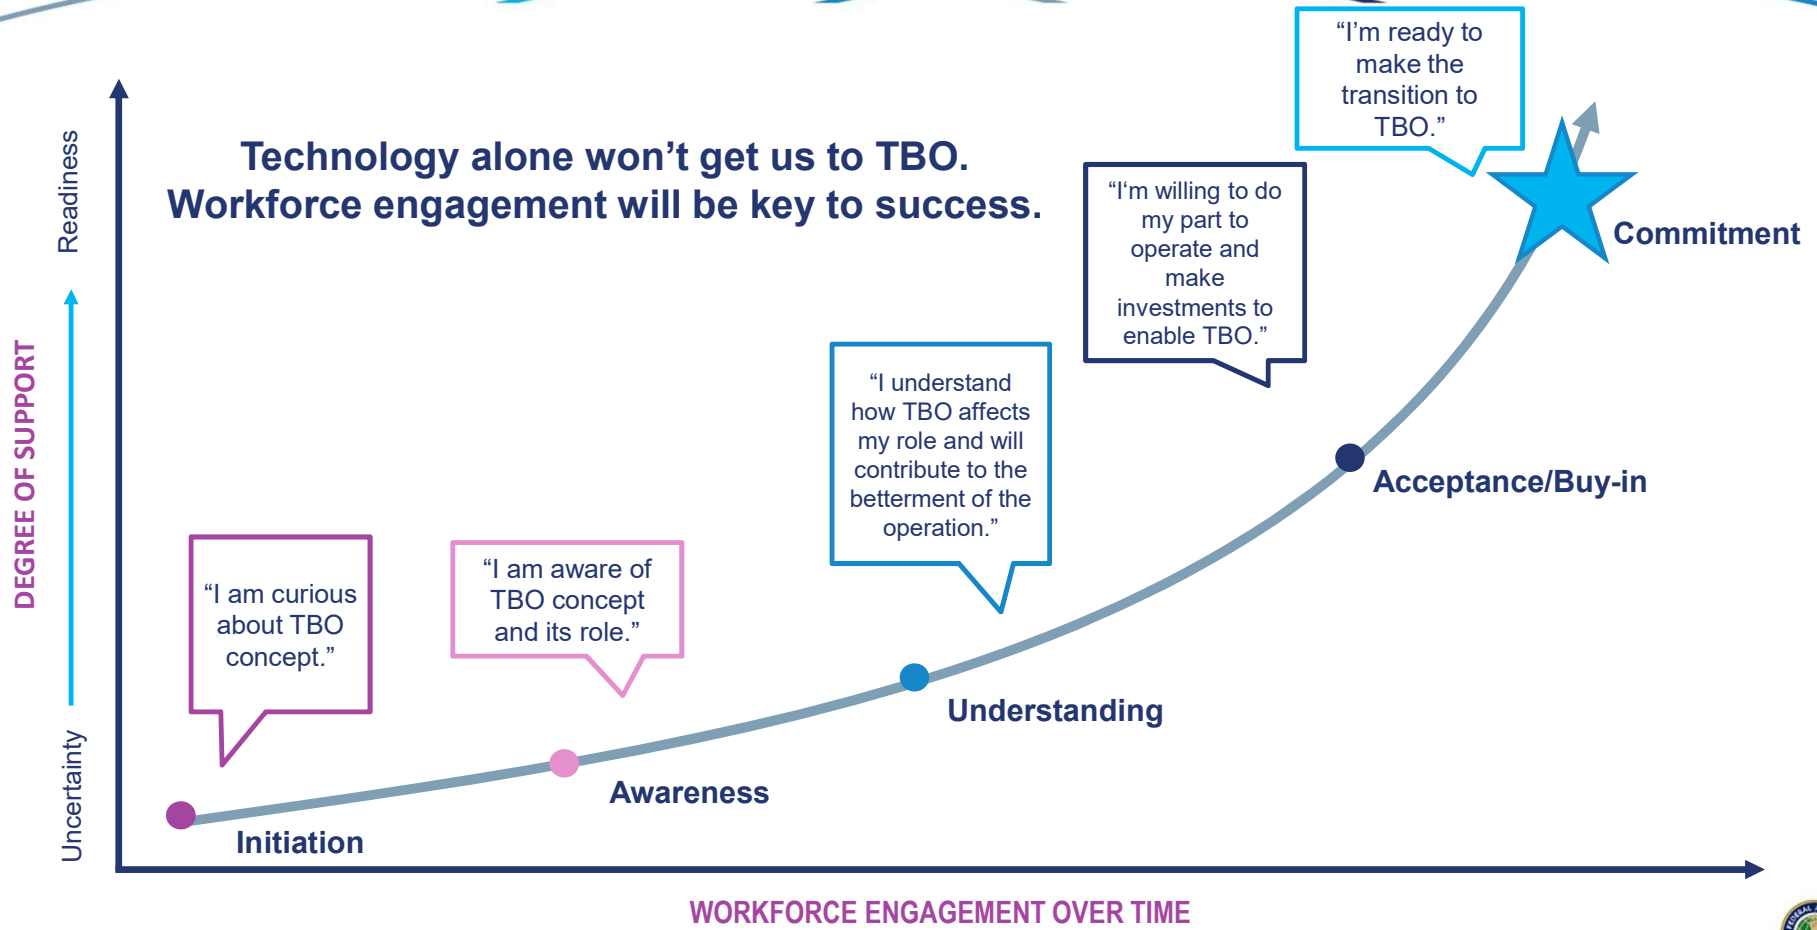 Technology alone won’t get us to TBO.
Workforce engagement will be key to success.
DEGREE OF SUPPORT
Readiness
Uncertainty
“I am curious
about TBO
concept.”
Initiation
“I am aware of
TBO concept
and its role.”
Awareness
“I understand
how TBO affects
my role and will
contribute to the
betterment of the
operation.”
Understanding
“I‘m willing to do
my part to
operate and
make
investments to
enable TBO.”
Acceptance/Buy-in
“I’m ready to
make the
transition to
TBO.”
Commitment
WORKFORCE ENGAGEMENT OVER TIME